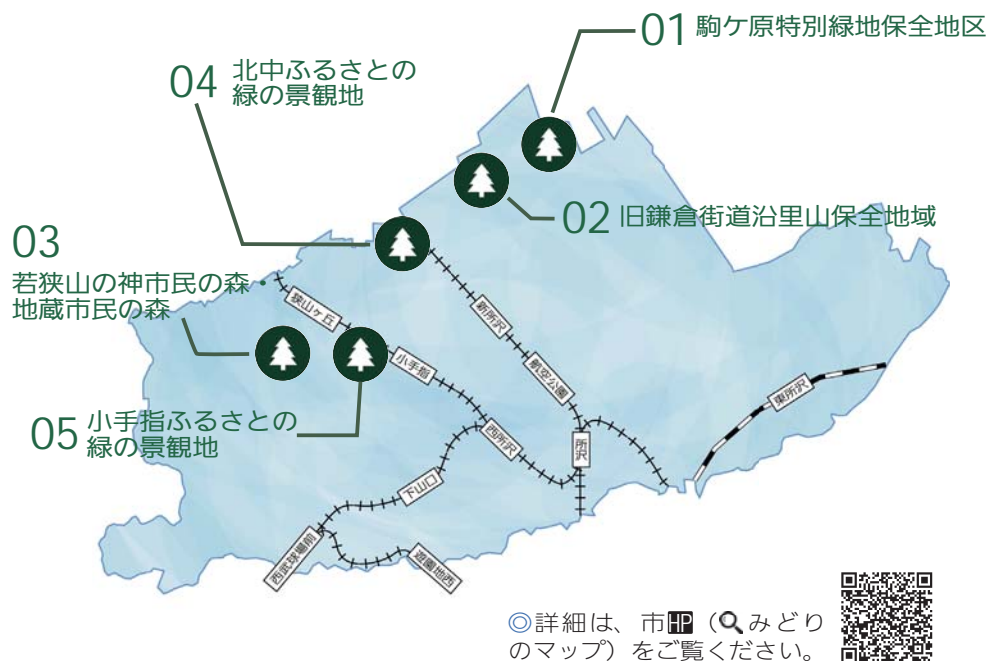 01 駒ケ原特別緑地保全地区
04 北中ふるさとの
緑の景観地
02 旧鎌倉街道沿里山保全地域
03
若狭山の神市民の森・
地蔵市民の森
狭山ヶ丘
新所沢
小手指
航空公園
東所沢
05 小手指ふるさとの
緑の景観地
西所沢
所沢
下山口
西武球場前
遊園地西
◎詳細は、市HP（みどり
のマップ）をご覧ください。